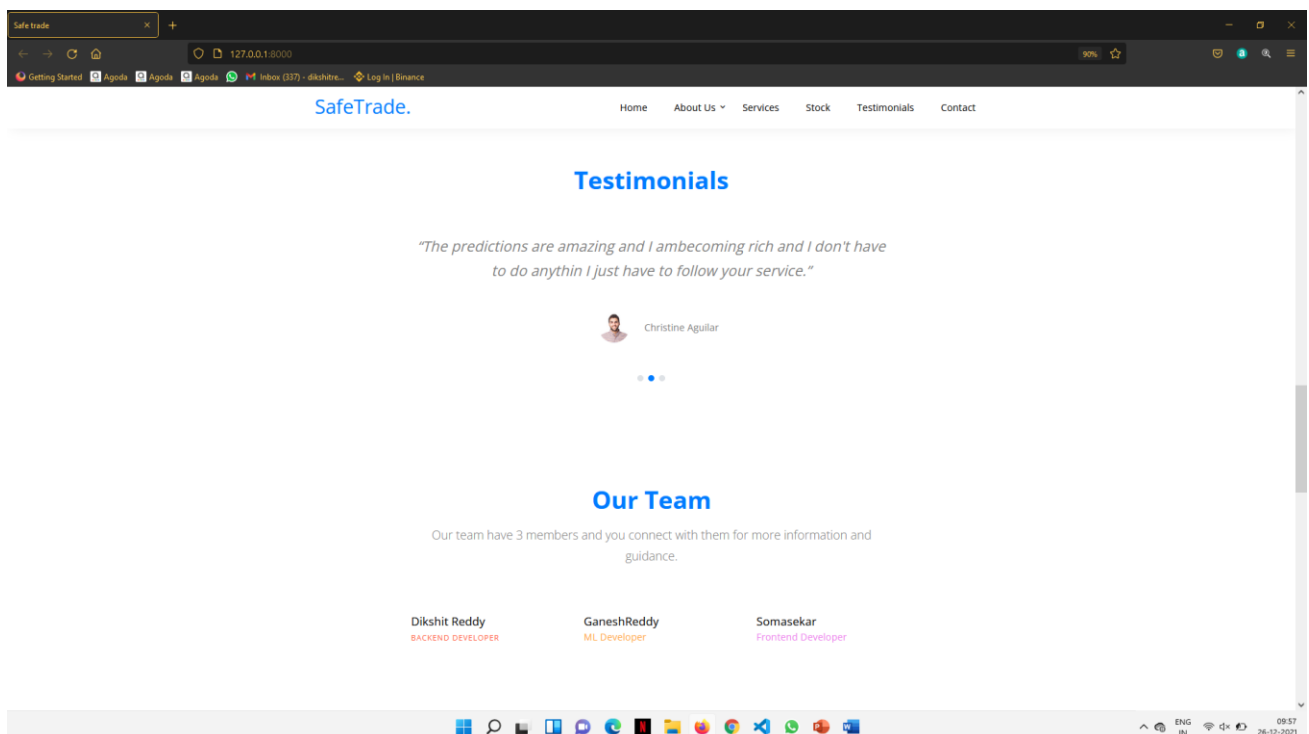 Safe trade
127.0.0.1:8000
90%
Getting Started Agoda Agoda Agoda Inbox (337) - dikshitre... Log In | Binance
SafeTrade.
Home About Us Services Stock Testimonials Contact
Testimonials
“The predictions are amazing and I ambecoming rich and I don't have
to do anythin I just have to follow your service.”
Christine Aguilar
Our Team
Our team have 3 members and you connect with them for more information and
guidance.
Dikshit Reddy GaneshReddy Somasekar
BACKEND DEVELOPER ML Developer Frontend Developer
ENG 09:57
IN 26-12-2021